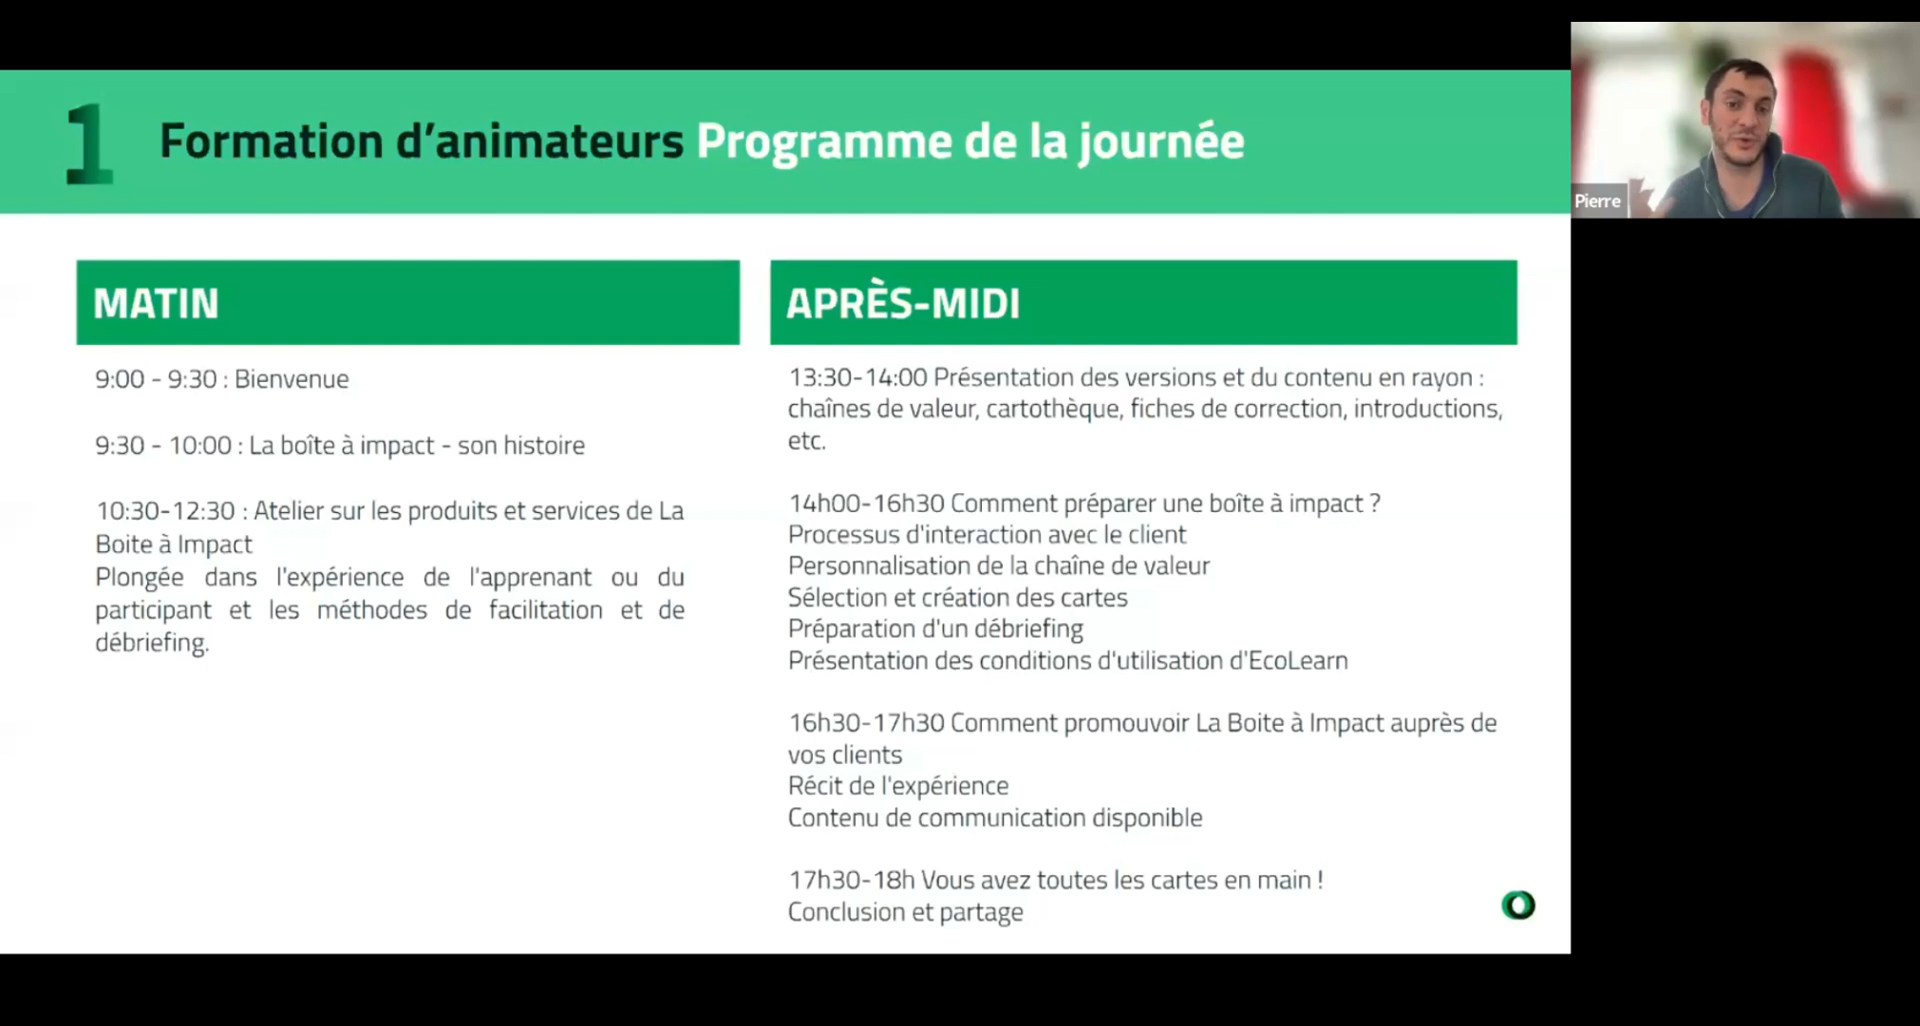 1
Formation d'animateurs Programme de la journée
Pierre
MATIN
9:00 - 9:30 : Bienvenue
9:30 - 10:00 : La boîte à impact - son histoire
10:30-12:30 : Atelier sur les produits et services de La
Boite à Impact
Plongée dans l'expérience de l'apprenant ou du
participant et les méthodes de facilitation et de
débriefing.
APRÈS-MIDI
13:30-14:00 Présentation des versions et du contenu en rayon :
chaînes de valeur, cartothèque, fiches de correction, introductions,
etc.
14h00-16h30 Comment préparer une boîte à impact ?
Processus d'interaction avec le client
Personnalisation de la chaîne de valeur
Sélection et création des cartes
Préparation d'un débriefing
Présentation des conditions d'utilisation d'EcoLearn
16h30-17h30 Comment promouvoir La Boite à Impact auprès de
vos clients
Récit de l'expérience
Contenu de communication disponible
17h30-18h Vous avez toutes les cartes en main !
Conclusion et partage